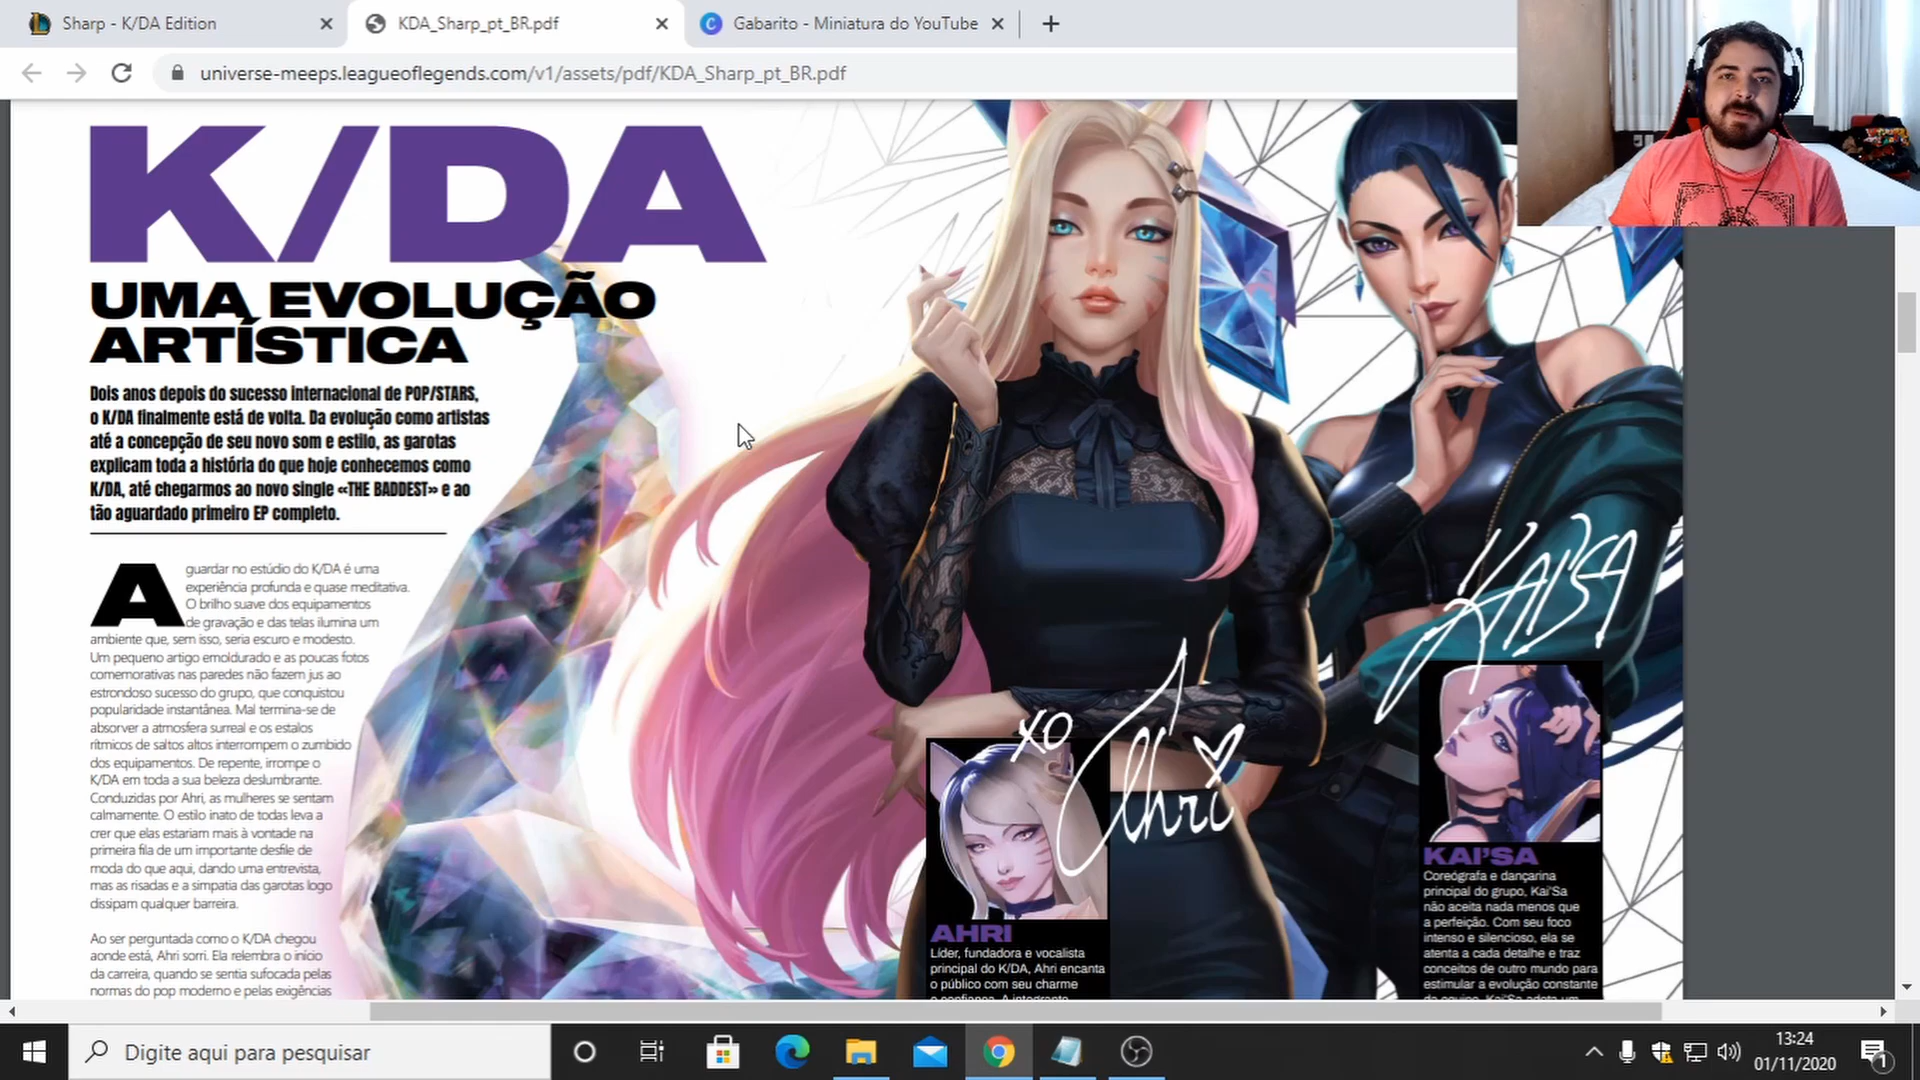 Sharp - K/DA Edition
KDA_Sharp_pt_BR.pdf
Gabarito - Miniatura do YouTube
universe-meeps.leagueoflegends.com/v1/assets/pdf/KDA_Sharp_pt_BR.pdf
K/DA
UMA EVOLUÇÃO
ARTÍSTICA
Dois anos depois do sucesso internacional de POP/STARS,
o K/DA finalmente está de volta. Da evolução como artistas
até a concepção de seu novo som e estilo, as garotas
explicam toda a história do que hoje conhecemos como
K/DA, até chegarmos ao novo single «THE BADDEST» e ao
tão aguardado primeiro EP completo.
Aguardar no estúdio do K/DA é uma
experiência profunda e quase meditativa.
O brilho suave dos equipamentos
de gravação e das telas ilumina um
ambiente que, sem isso, seria escuro e modesto.
Um pequeno artigo emoldurado e as poucas fotos
comemorativas nas paredes não fazem jus ao
estrondoso sucesso do grupo, que conquistou
popularidade instantânea. Mal termina-se de
absorver a atmosfera surreal e os estalos
rítmicos de saltos altos interrompem o zumbido
dos equipamentos. De repente, irrompe o
K/DA em toda a sua beleza deslumbrante.
Conduzidas por Ahri, as mulheres se sentam
calmamente. O estilo inato de todas leva a
crer que elas estariam mais à vontade na
primeira fila de um importante desfile de
moda do que aqui, dando uma entrevista,
mas as risadas e a simpatia das garotas logo
dissipam qualquer barreira.
Ao ser perguntada como o K/DA chegou
aonde está, Ahri sorri. Ela relembra o início
da carreira, quando se sentia sufocada pelas
normas do pop moderno e pelas exigências
xo Ahri
AHRI
Líder, fundadora e vocalista
principal do K/DA, Ahri encanta
o público com seu charme
e confiança. A integrante
KAI'SA
KAI'SA
Coreógrafa e dançarina
principal do grupo, Kai'Sa
não aceita nada menos que
a perfeição. Com seu foco
intenso e silencioso, ela se
atenta a cada detalhe e traz
conceitos de outro mundo para
estimular a evolução constante
da equipe. Kai'Sa adota um
Digite aqui para pesquisar
13:24
01/11/2020
1